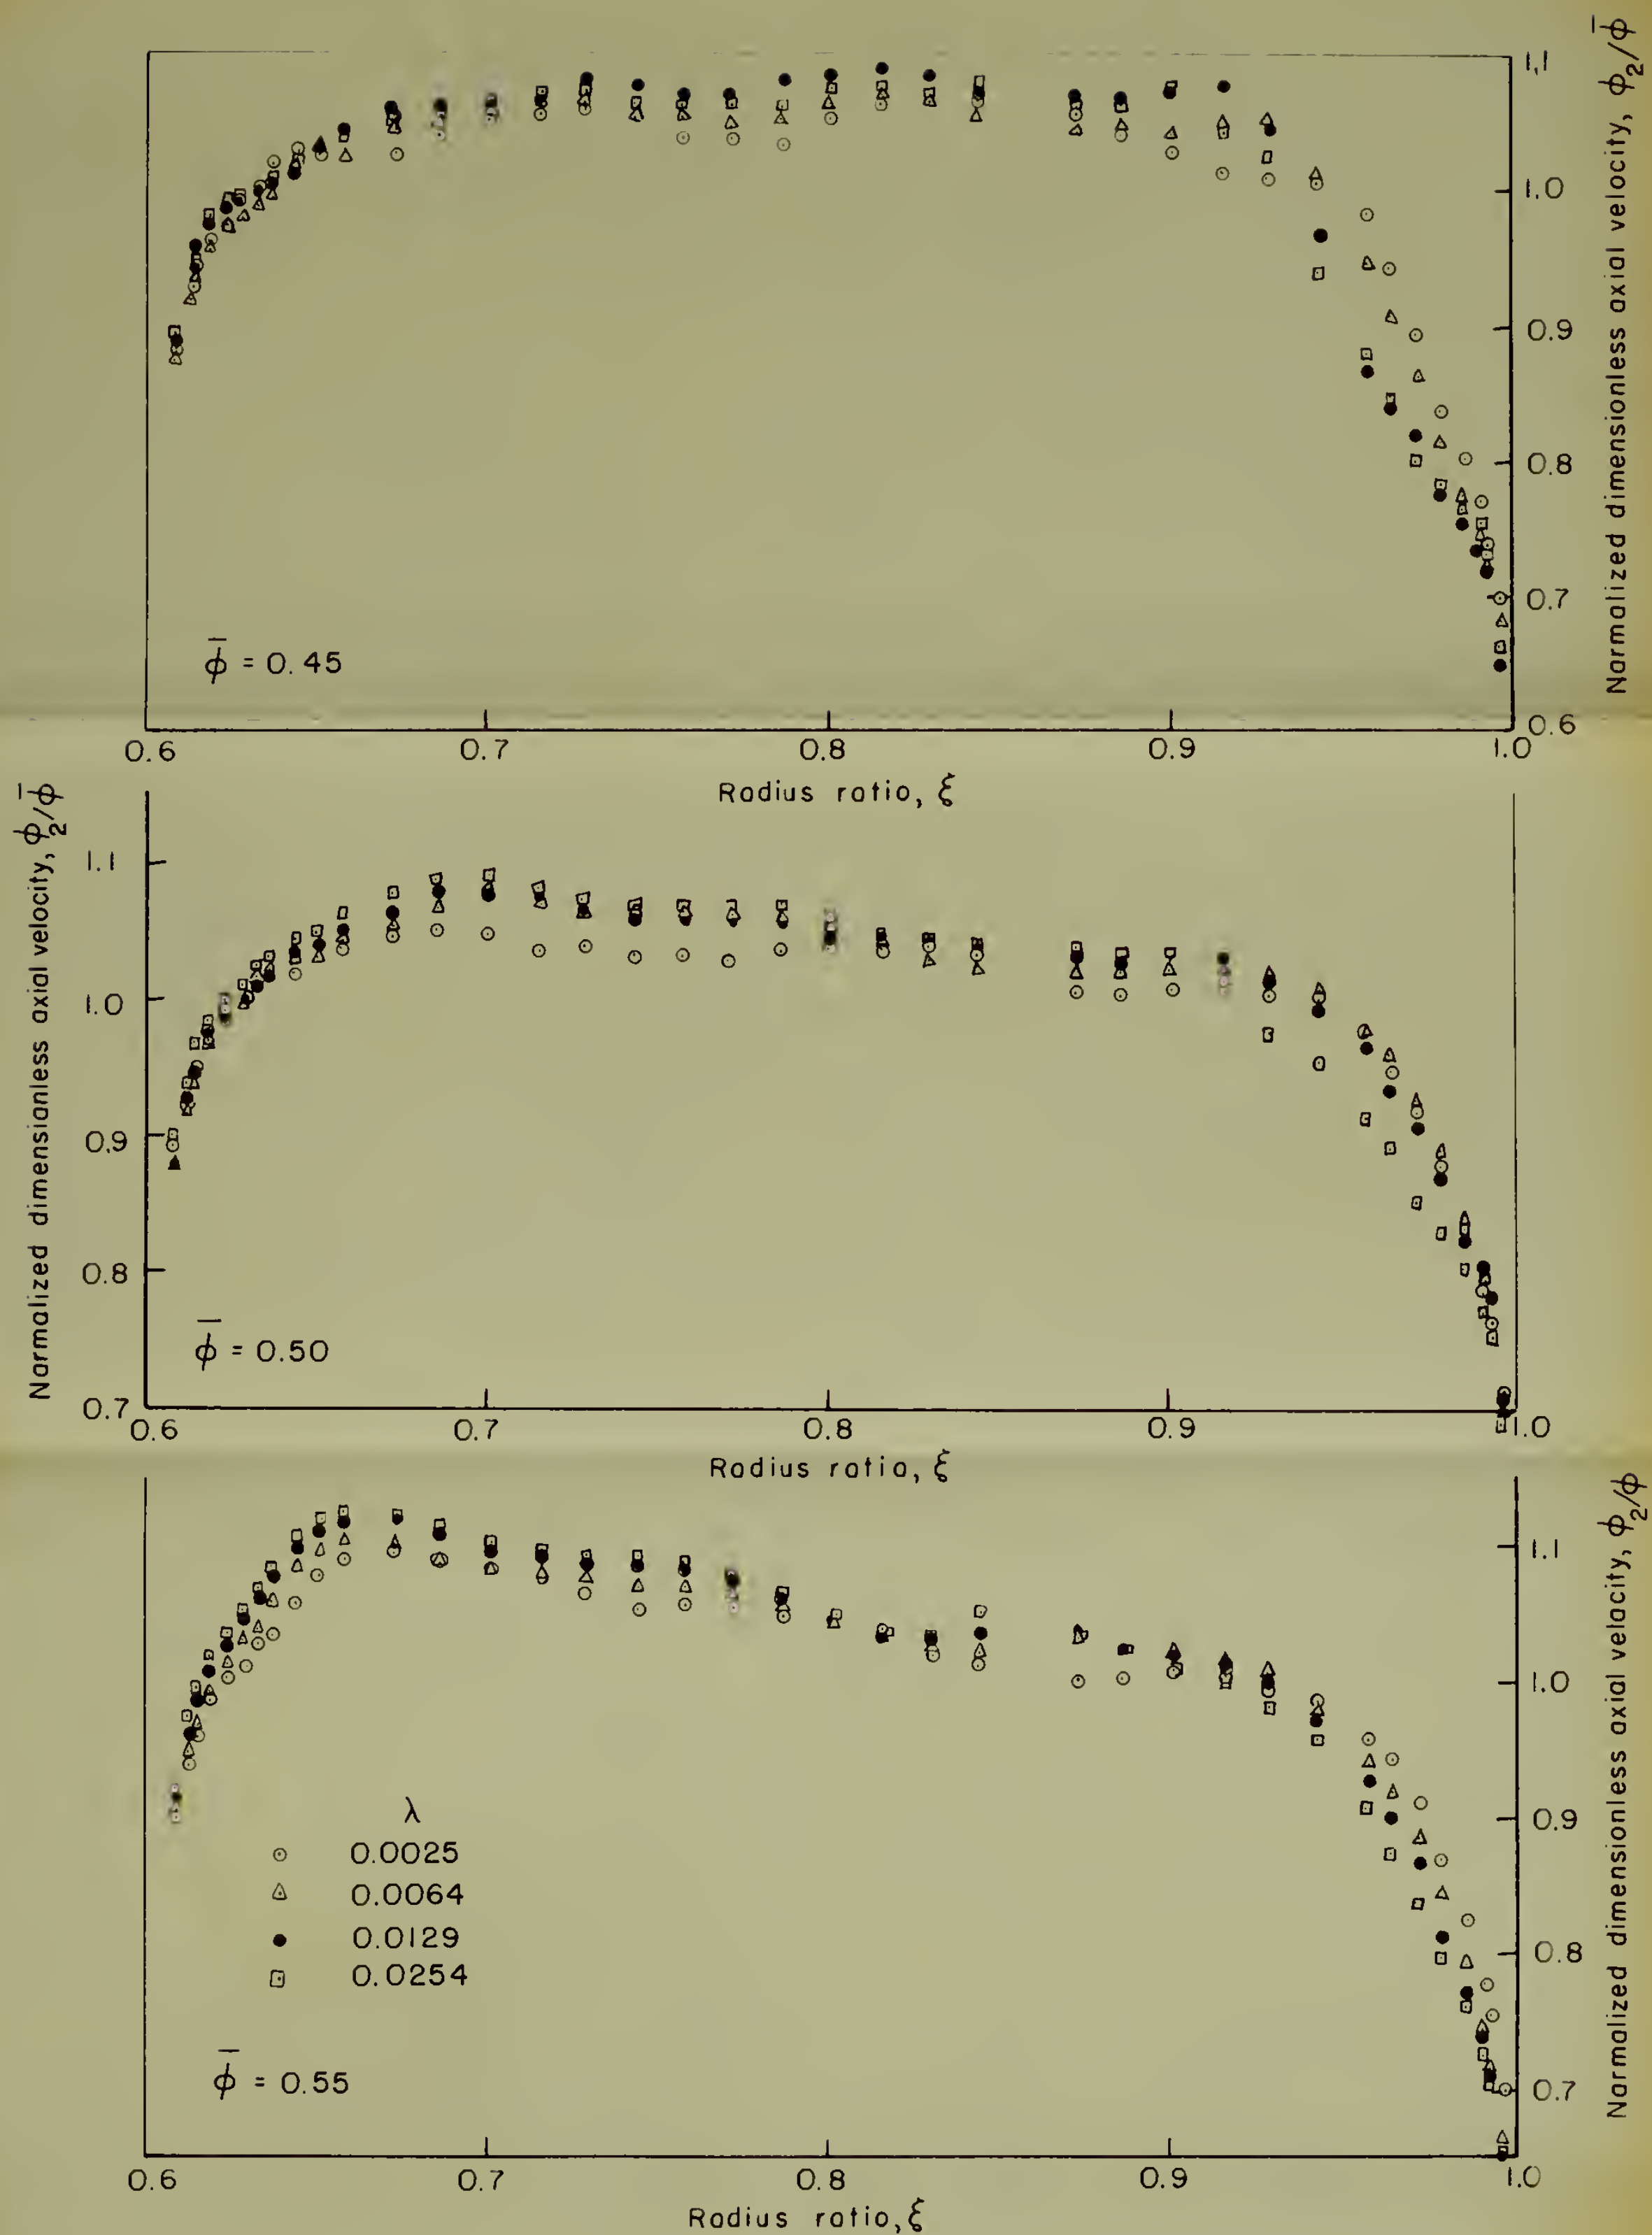 1.1
1.0
0.9
0.8
0.7
0.6
Normalized dimensionless axial velocity, ϕ2/ϕ̅
ϕ̅ = 0.45
0.6 0.7 0.8 0.9 1.0
Radius ratio, ξ
Normalized dimensionless axial velocity, ϕ2/ϕ̅
1.1
1.0
0.9
0.8
0.7
ϕ̅ = 0.50
0.6 0.7 0.8 0.9 1.0
Radius ratio, ξ
1.1
1.0
0.9
0.8
0.7
Normalized dimensionless axial velocity, ϕ2/ϕ̅
λ
0.0025
0.0064
0.0129
0.0254
ϕ̅ = 0.55
0.6 0.7 0.8 0.9 1.0
Radius ratio, ξ